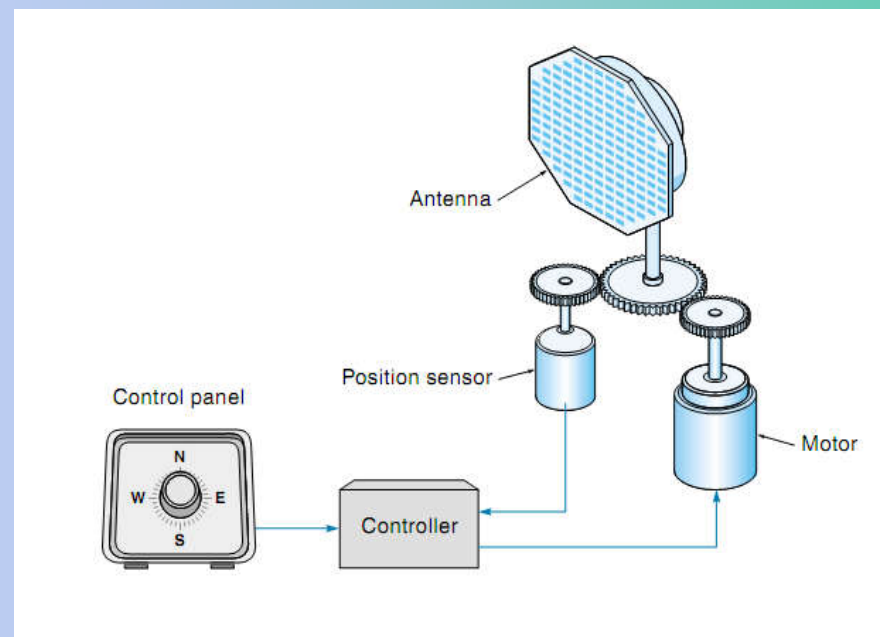 Antenna
Position sensor
Control panel
Motor
N
W E
S
Controller